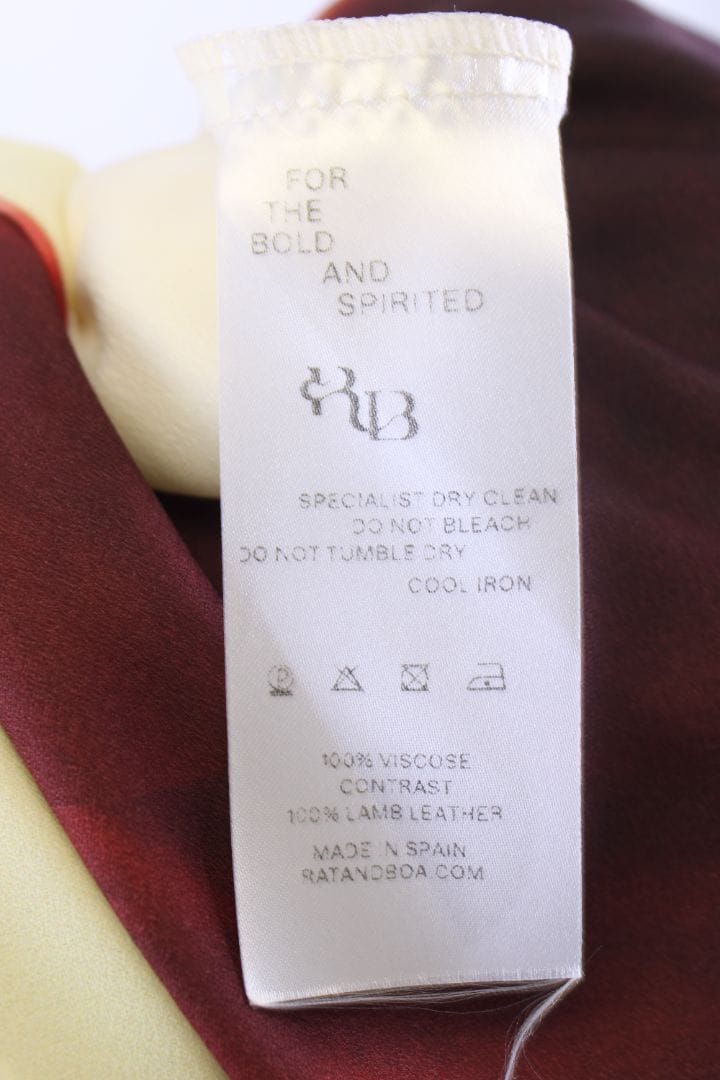 FOR
THE
BOLD
AND
SPIRITED
RB
SPECIALIST DRY CLEAN
DO NOT BLEACH
DO NOT TUMBLE DRY
COOL IRON
P
100% VISCOSE
CONTRAST
100% LAMB LEATHER
MADE IN SPAIN
RATANDBOA.COM